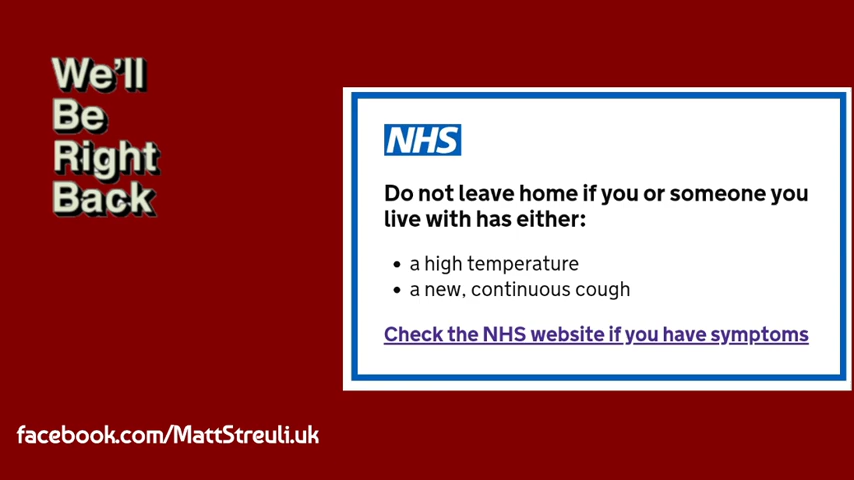 We'll
Be
Right
Back
NHS
Do not leave home if you or someone you
live with has either:
• a high temperature
• a new, continuous cough
Check the NHS website if you have symptoms
facebook.com/MattStreuli.uk